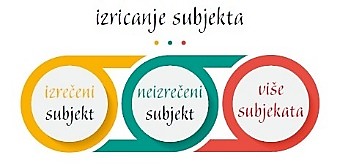 izricanje subjekta
izrečeni
subjekt
neizrečeni
subjekt
više
subjekata